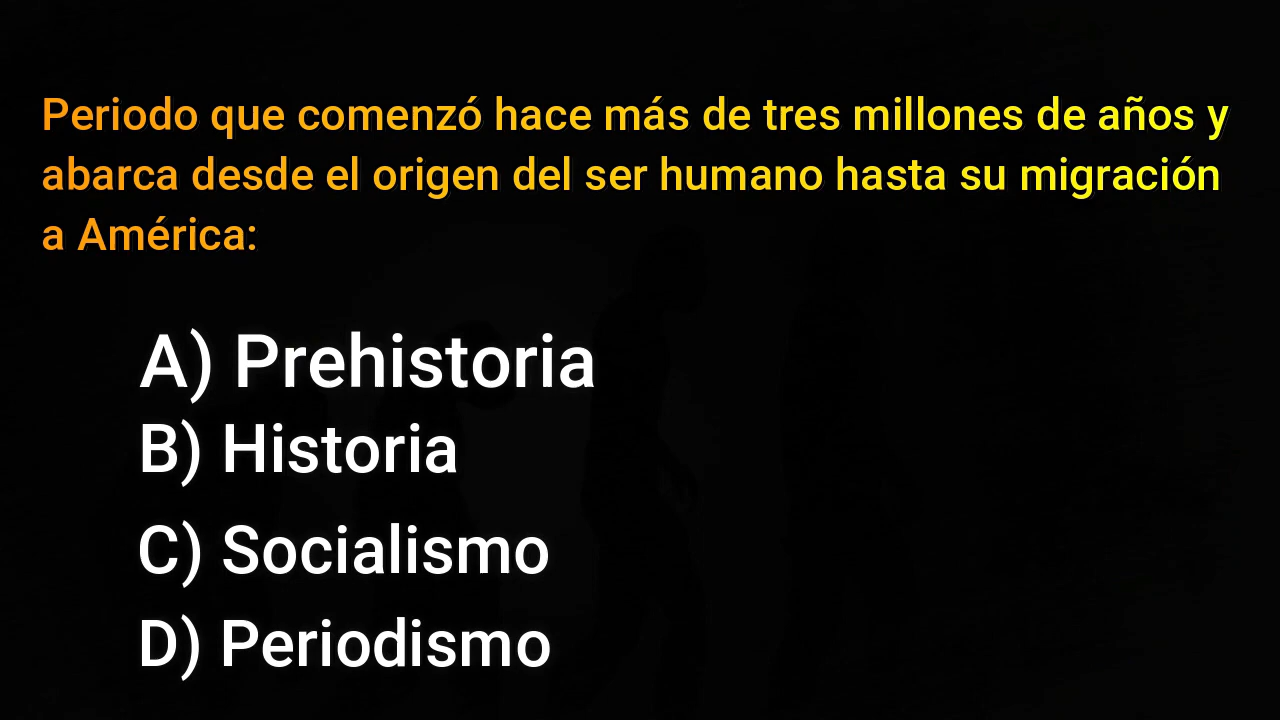 Periodo que comenzó hace más de tres millones de años y
abarca desde el origen del ser humano hasta su migración
a América:
A) Prehistoria
B) Historia
C) Socialismo
D) Periodismo